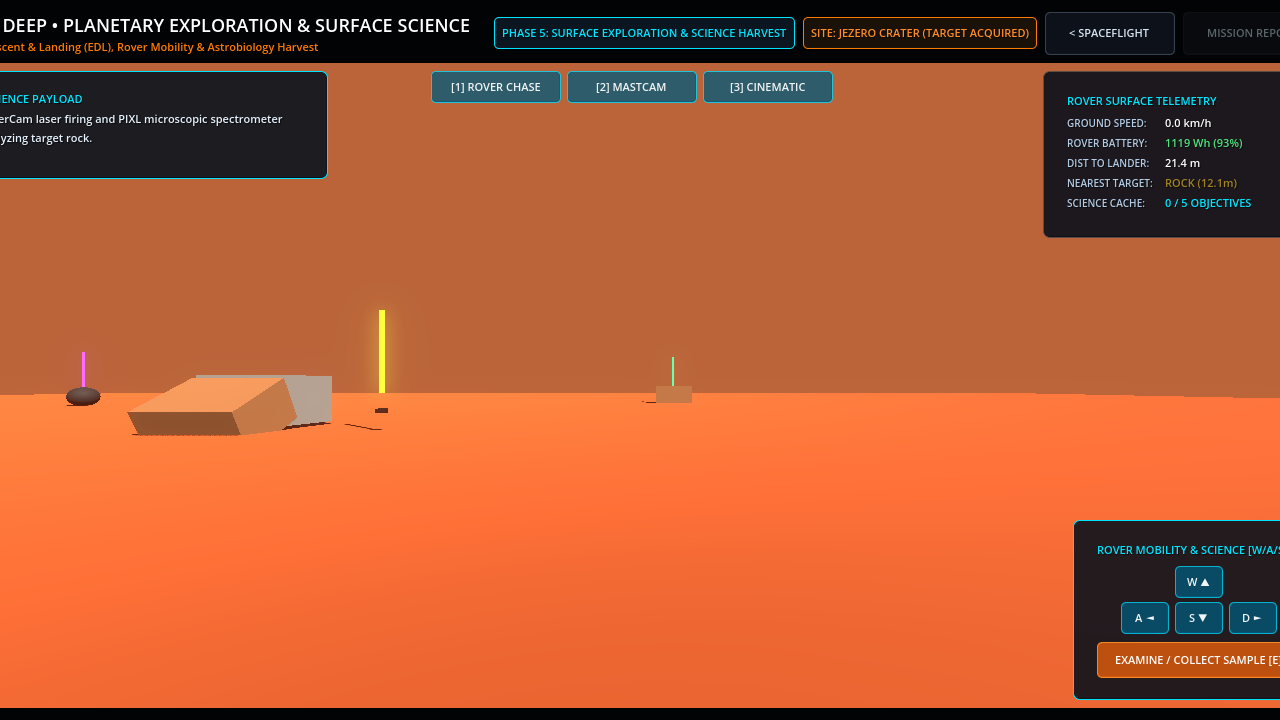 DEEP • PLANETARY EXPLORATION & SURFACE SCIENCE
scent & Landing (EDL), Rover Mobility & Astrobiology Harvest
PHASE 5: SURFACE EXPLORATION & SCIENCE HARVEST
SITE: JEZERO CRATER (TARGET ACQUIRED)
< SPACEFLIGHT
MISSION REPO
IENCE PAYLOAD
erCam laser firing and PIXL microscopic spectrometer
yzing target rock.
[1] ROVER CHASE
[2] MASTCAM
[3] CINEMATIC
ROVER SURFACE TELEMETRY
GROUND SPEED: 0.0 km/h
ROVER BATTERY: 1119 Wh (93%)
DIST TO LANDER: 21.4 m
NEAREST TARGET: ROCK (12.1m)
SCIENCE CACHE: 0 / 5 OBJECTIVES
ROVER MOBILITY & SCIENCE [W/A/S
W ▲
A ◄
S ▼
D ►
EXAMINE / COLLECT SAMPLE [E]